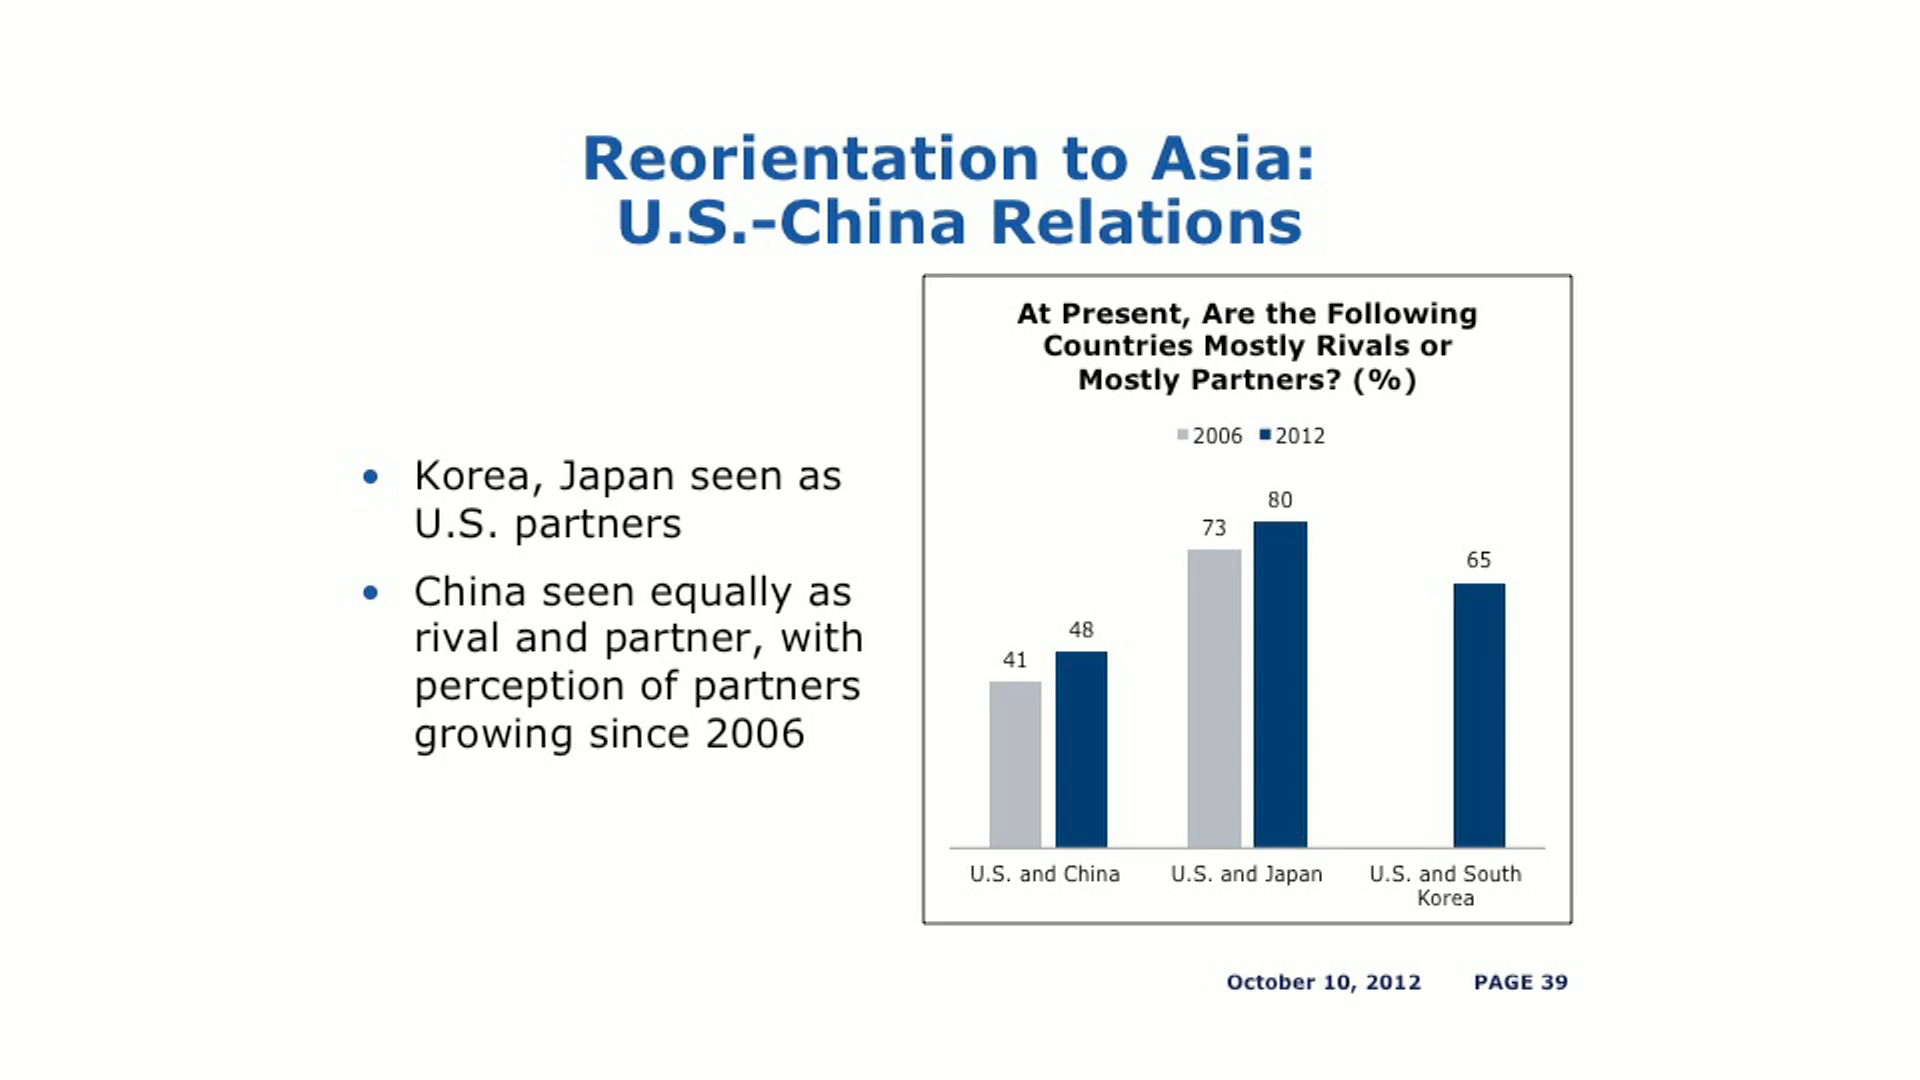 Reorientation to Asia:
U.S.-China Relations
• Korea, Japan seen as
U.S. partners
• China seen equally as
rival and partner, with
perception of partners
growing since 2006
At Present, Are the Following
Countries Mostly Rivals or
Mostly Partners? (%)
2006 2012
41 48 73 80 65
U.S. and China U.S. and Japan U.S. and South
Korea
October 10, 2012 PAGE 39